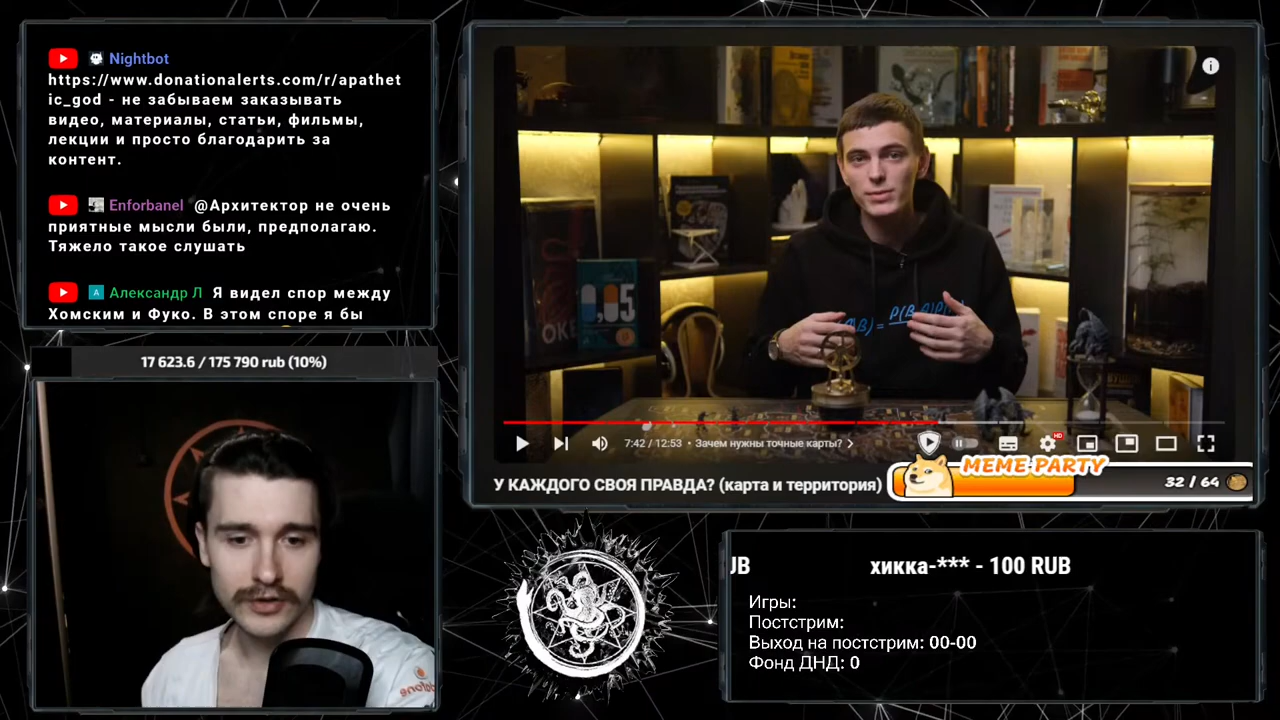 Nightbot
https://www.donationalerts.com/r/apathet
ic_god - не забываем заказывать
видео, материалы, статьи, фильмы,
лекции и просто благодарить за
контент.
Enforbanel @Архитектор не очень
приятные мысли были, предполагаю.
Тяжело такое слушать
А Александр Л Я видел спор между
Хомским и Фуко. В этом споре я бы
17 623.6 / 175 790 rub (10%)
0,05
7:42 / 12:53 • Зачем нужны точные карты?
HD
У КАЖДОГО СВОЯ ПРАВДА? (карта и территория)
MEME PARTY
32 / 64
UB хикка-*** - 100 RUB
Игры:
Постстрим:
Выход на постстрим: 00-00
Фонд ДНД: 0